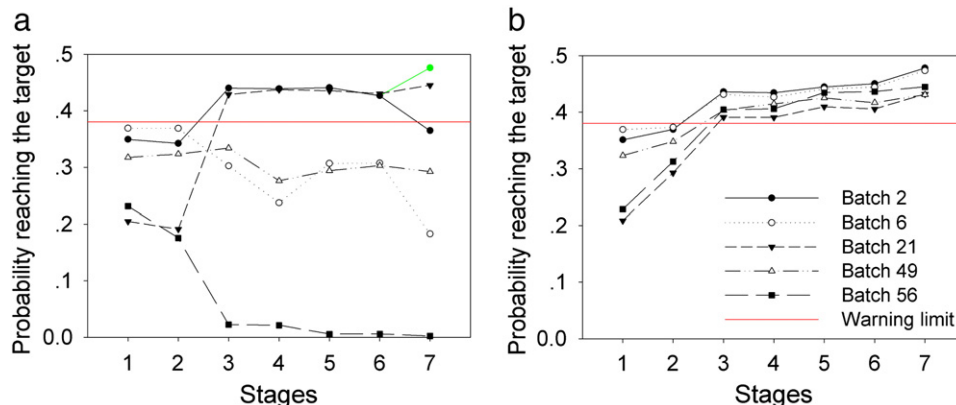 a
Probability reaching the target
.5
.4
.3
.2
.1
0.0
1 2 3 4 5 6 7
Stages
b
Probability reaching the target
.5
.4
.3
.2
.1
0.0
1 2 3 4 5 6 7
Stages
Batch 2
Batch 6
Batch 21
Batch 49
Batch 56
Warning limit